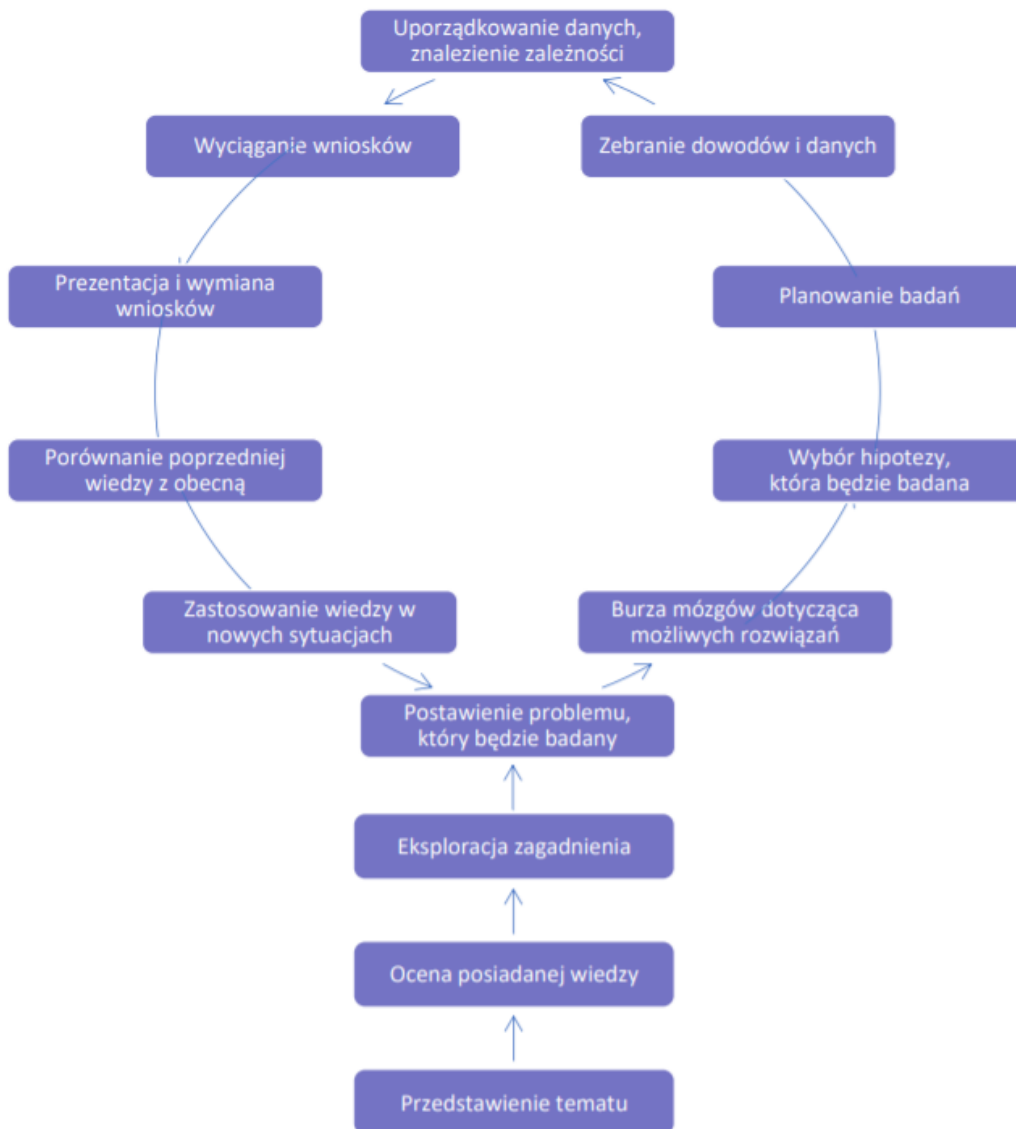 Uporządkowanie danych,
znalezienie zależności
Wyciąganie wniosków
Zebranie dowodów i danych
Prezentacja i wymiana
wniosków
Planowanie badań
Porównanie poprzedniej
wiedzy z obecną
Wybór hipotezy,
która będzie badana
Zastosowanie wiedzy w
nowych sytuacjach
Burza mózgów dotycząca
możliwych rozwiązań
Postawienie problemu,
który będzie badany
Eksploracja zagadnienia
Ocena posiadanej wiedzy
Przedstawienie tematu